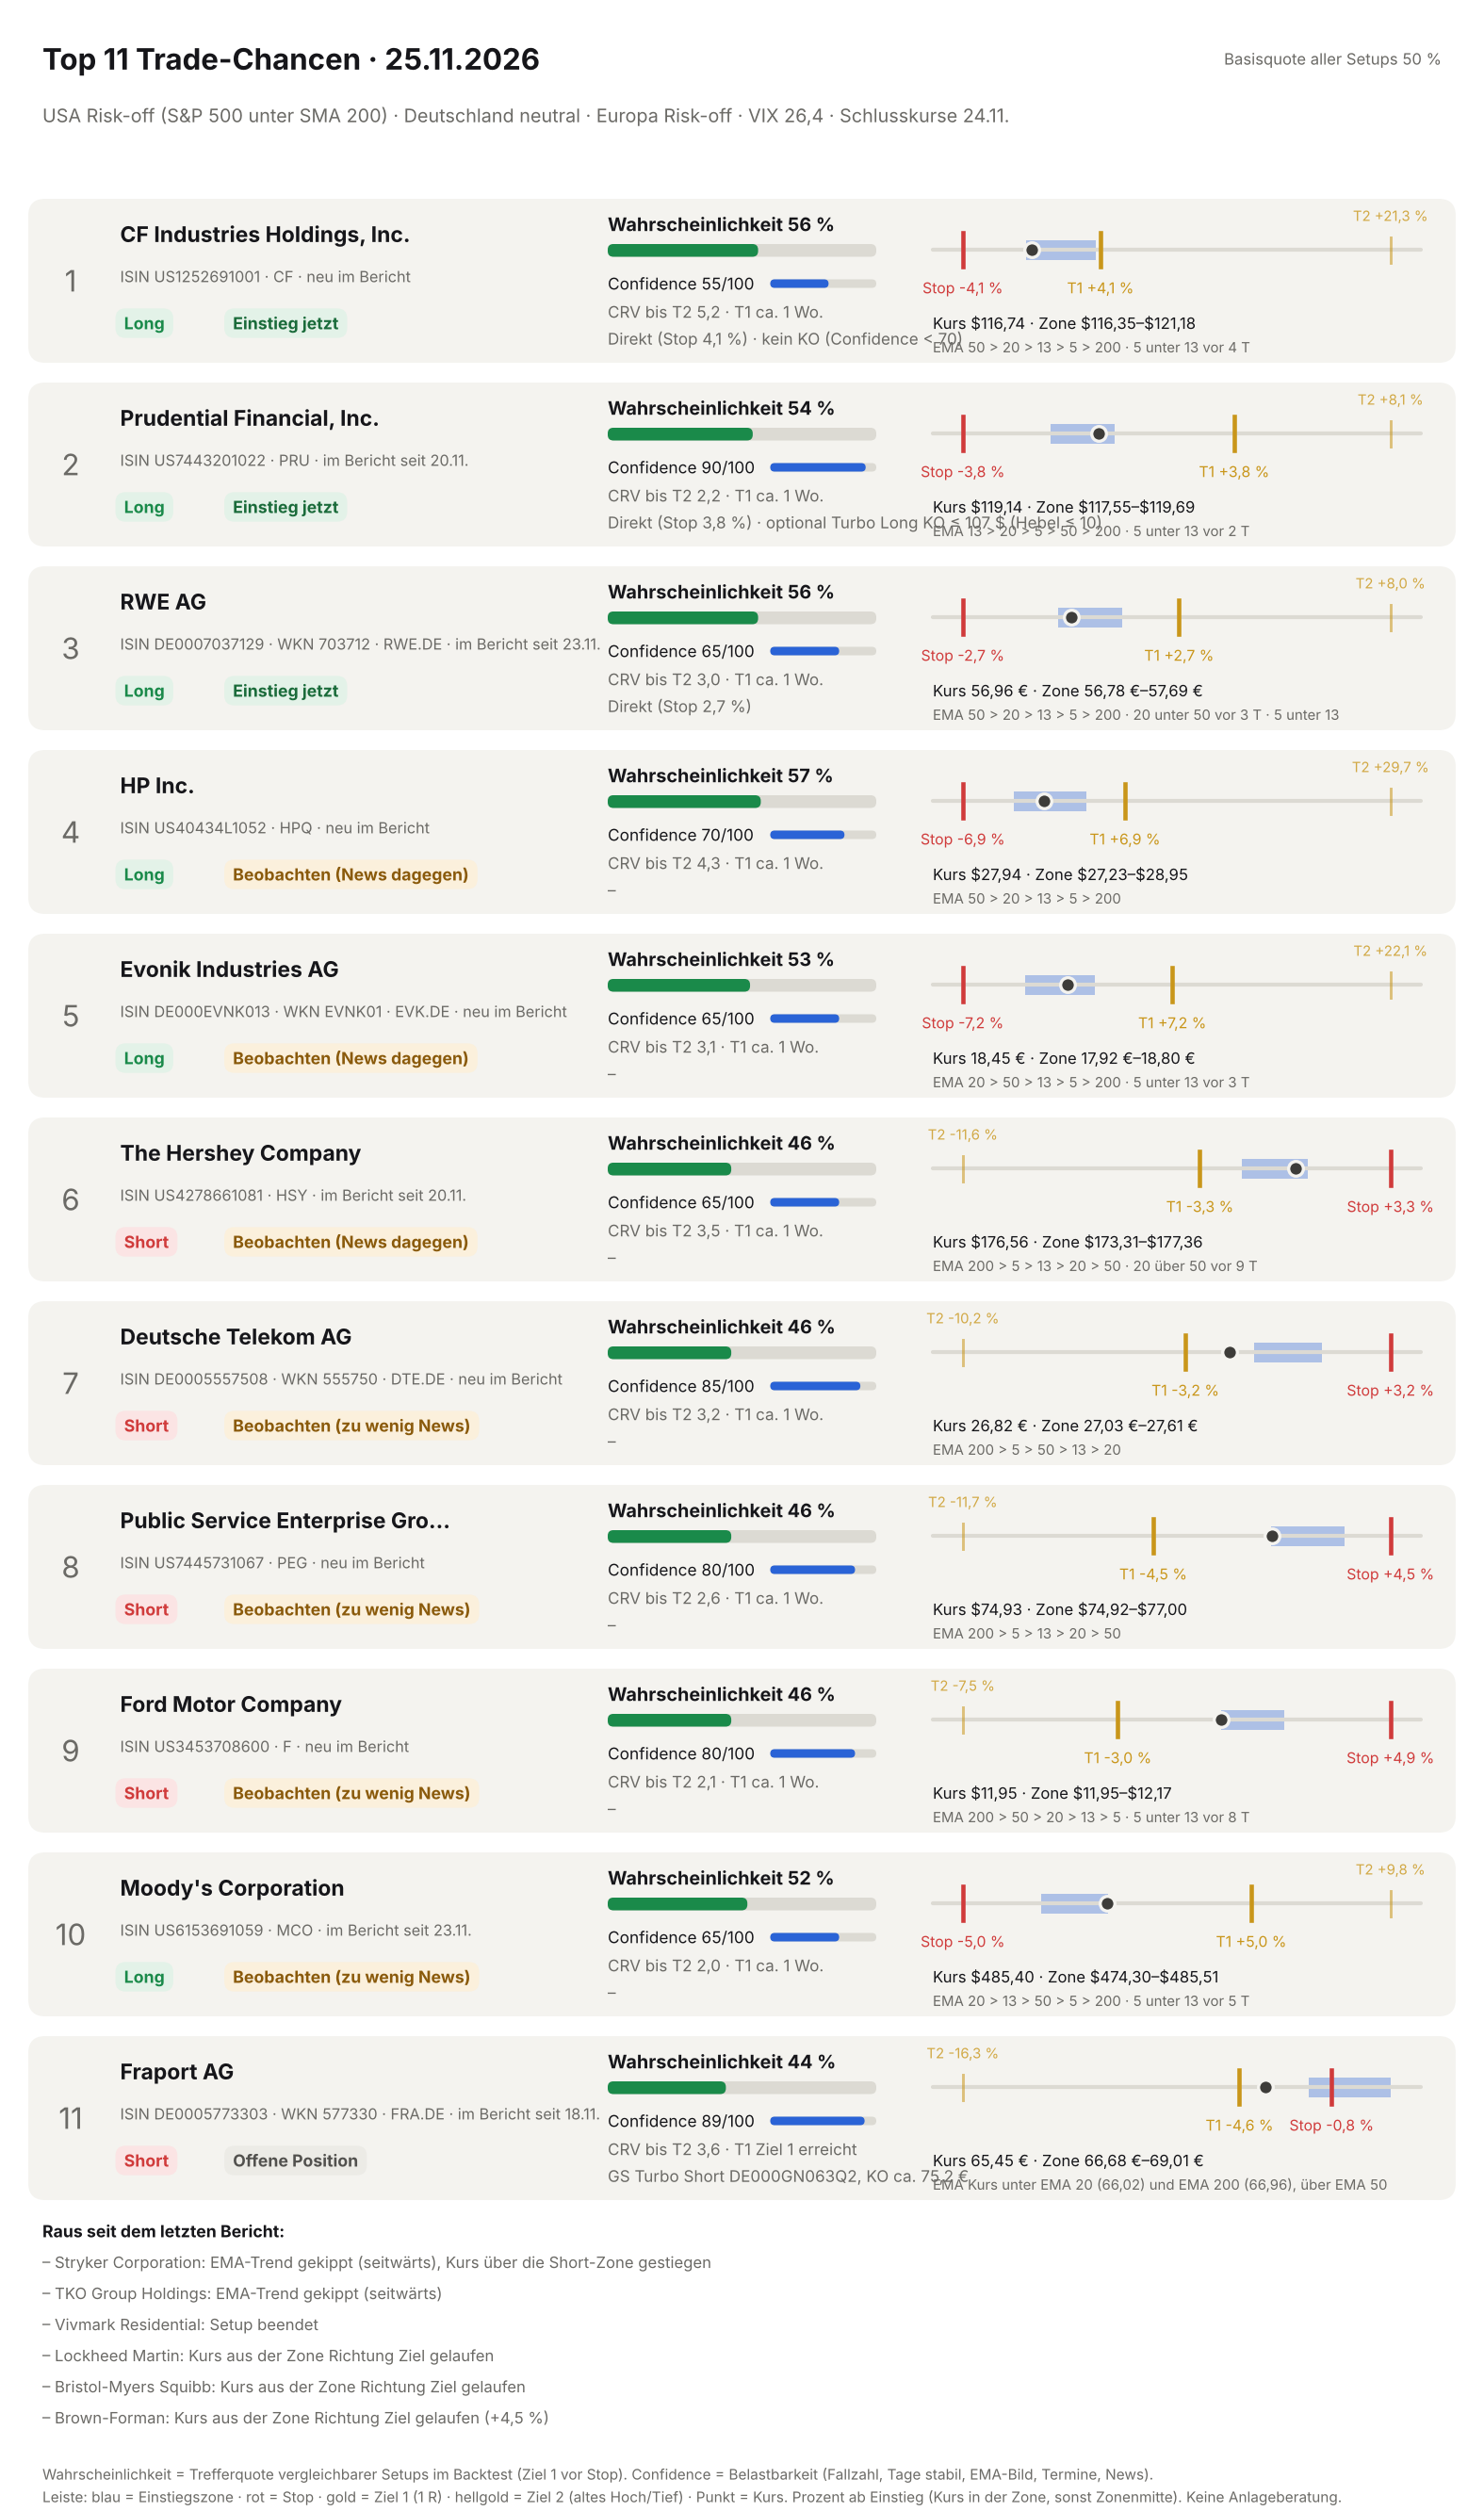 Top 11 Trade-Chancen · 25.11.2026
Basisquote aller Setups 50 %
USA Risk-off (S&P 500 unter SMA 200) · Deutschland neutral · Europa Risk-off · VIX 26,4 · Schlusskurse 24.11.
1
CF Industries Holdings, Inc.
ISIN US1252691001 · CF · neu im Bericht
Long
Einstieg jetzt
Wahrscheinlichkeit 56 %
Confidence 55/100
CRV bis T2 5,2 · T1 ca. 1 Wo.
Direkt (Stop 4,1 %) · kein KO (Confidence < 70)
T2 +21,3 %
Stop -4,1 %
T1 +4,1 %
Kurs $116,74 · Zone $116,35–$121,18
EMA 50 > 20 > 13 > 5 > 200 · 5 unter 13 vor 4 T
2
Prudential Financial, Inc.
ISIN US7443201022 · PRU · im Bericht seit 20.11.
Long
Einstieg jetzt
Wahrscheinlichkeit 54 %
Confidence 90/100
CRV bis T2 2,2 · T1 ca. 1 Wo.
Direkt (Stop 3,8 %) · optional Turbo Long KO ≤ 107 $ (Hebel ≤ 10)
T2 +8,1 %
Stop -3,8 %
T1 +3,8 %
Kurs $119,14 · Zone $117,55–$119,69
EMA 13 > 20 > 5 > 50 > 200 · 5 unter 13 vor 2 T
3
RWE AG
ISIN DE0007037129 · WKN 703712 · RWE.DE · im Bericht seit 23.11.
Long
Einstieg jetzt
Wahrscheinlichkeit 56 %
Confidence 65/100
CRV bis T2 3,0 · T1 ca. 1 Wo.
Direkt (Stop 2,7 %)
T2 +8,0 %
Stop -2,7 %
T1 +2,7 %
Kurs 56,96 € · Zone 56,78 €–57,69 €
EMA 50 > 20 > 13 > 5 > 200 · 20 unter 50 vor 3 T · 5 unter 13
4
HP Inc.
ISIN US40434L1052 · HPQ · neu im Bericht
Long
Beobachten (News dagegen)
Wahrscheinlichkeit 57 %
Confidence 70/100
CRV bis T2 4,3 · T1 ca. 1 Wo.
–
T2 +29,7 %
Stop -6,9 %
T1 +6,9 %
Kurs $27,94 · Zone $27,23–$28,95
EMA 50 > 20 > 13 > 5 > 200
5
Evonik Industries AG
ISIN DE000EVNK013 · WKN EVNK01 · EVK.DE · neu im Bericht
Long
Beobachten (News dagegen)
Wahrscheinlichkeit 53 %
Confidence 65/100
CRV bis T2 3,1 · T1 ca. 1 Wo.
–
T2 +22,1 %
Stop -7,2 %
T1 +7,2 %
Kurs 18,45 € · Zone 17,92 €–18,80 €
EMA 20 > 50 > 13 > 5 > 200 · 5 unter 13 vor 3 T
6
The Hershey Company
ISIN US4278661081 · HSY · im Bericht seit 20.11.
Short
Beobachten (News dagegen)
Wahrscheinlichkeit 46 %
Confidence 65/100
CRV bis T2 3,5 · T1 ca. 1 Wo.
–
T2 -11,6 %
T1 -3,3 %
Stop +3,3 %
Kurs $176,56 · Zone $173,31–$177,36
EMA 200 > 5 > 13 > 20 > 50 · 20 über 50 vor 9 T
7
Deutsche Telekom AG
ISIN DE0005557508 · WKN 555750 · DTE.DE · neu im Bericht
Short
Beobachten (zu wenig News)
Wahrscheinlichkeit 46 %
Confidence 85/100
CRV bis T2 3,2 · T1 ca. 1 Wo.
–
T2 -10,2 %
T1 -3,2 %
Stop +3,2 %
Kurs 26,82 € · Zone 27,03 €–27,61 €
EMA 200 > 5 > 50 > 13 > 20
8
Public Service Enterprise Gro...
ISIN US7445731067 · PEG · neu im Bericht
Short
Beobachten (zu wenig News)
Wahrscheinlichkeit 46 %
Confidence 80/100
CRV bis T2 2,6 · T1 ca. 1 Wo.
–
T2 -11,7 %
T1 -4,5 %
Stop +4,5 %
Kurs $74,93 · Zone $74,92–$77,00
EMA 200 > 5 > 13 > 20 > 50
9
Ford Motor Company
ISIN US3453708600 · F · neu im Bericht
Short
Beobachten (zu wenig News)
Wahrscheinlichkeit 46 %
Confidence 80/100
CRV bis T2 2,1 · T1 ca. 1 Wo.
–
T2 -7,5 %
T1 -3,0 %
Stop +4,9 %
Kurs $11,95 · Zone $11,95–$12,17
EMA 200 > 50 > 20 > 13 > 5 · 5 unter 13 vor 8 T
10
Moody's Corporation
ISIN US6153691059 · MCO · im Bericht seit 23.11.
Long
Beobachten (zu wenig News)
Wahrscheinlichkeit 52 %
Confidence 65/100
CRV bis T2 2,0 · T1 ca. 1 Wo.
–
T2 +9,8 %
Stop -5,0 %
T1 +5,0 %
Kurs $485,40 · Zone $474,30–$485,51
EMA 20 > 13 > 50 > 5 > 200 · 5 unter 13 vor 5 T
11
Fraport AG
ISIN DE0005773303 · WKN 577330 · FRA.DE · im Bericht seit 18.11.
Short
Offene Position
Wahrscheinlichkeit 44 %
Confidence 89/100
CRV bis T2 3,6 · T1 Ziel 1 erreicht
GS Turbo Short DE000GN063Q2, KO ca. 75,2 €
T2 -16,3 %
T1 -4,6 %
Stop -0,8 %
Kurs 65,45 € · Zone 66,68 €–69,01 €
EMA Kurs unter EMA 20 (66,02) und EMA 200 (66,96), über EMA 50
Raus seit dem letzten Bericht:
– Stryker Corporation: EMA-Trend gekippt (seitwärts), Kurs über die Short-Zone gestiegen
– TKO Group Holdings: EMA-Trend gekippt (seitwärts)
– Vivmark Residential: Setup beendet
– Lockheed Martin: Kurs aus der Zone Richtung Ziel gelaufen
– Bristol-Myers Squibb: Kurs aus der Zone Richtung Ziel gelaufen
– Brown-Forman: Kurs aus der Zone Richtung Ziel gelaufen (+4,5 %)
Wahrscheinlichkeit = Trefferquote vergleichbarer Setups im Backtest (Ziel 1 vor Stop). Confidence = Belastbarkeit (Fallzahl, Tage stabil, EMA-Bild, Termine, News).
Leiste: blau = Einstiegszone · rot = Stop · gold = Ziel 1 (1 R) · hellgold = Ziel 2 (altes Hoch/Tief) · Punkt = Kurs. Prozent ab Einstieg (Kurs in der Zone, sonst Zonenmitte). Keine Anlageberatung.